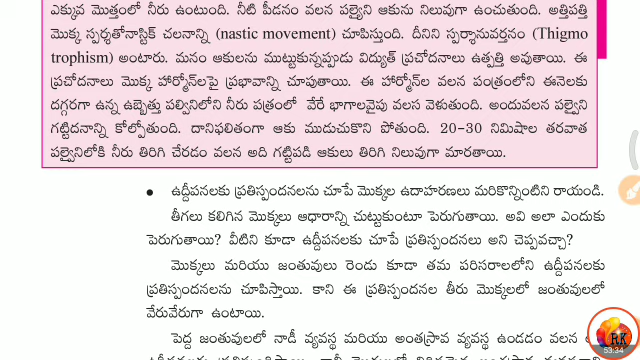 ఎక్కువ మొత్తంలో నీరు ఉంటుంది. నీటి పీడనం వలన పల్వైని ఆకును నిలువుగా ఉంచుతుంది. అత్తిపత్తి
మొక్క స్పర్శతోనాస్టిక్ చలనాన్ని (nastic movement) చూపిస్తుంది. దీనిని స్పర్శానువర్తనం (Thigmo
trophism) అంటారు. మనం ఆకులను ముట్టుకున్నప్పుడు విద్యుత్ ప్రచోదనాలు ఉత్పత్తి అవుతాయి. ఈ
ప్రచోదనాలు మొక్క హార్మోన్‌లపై ప్రభావాన్ని చూపుతాయి. ఈ హార్మోన్‌ల వలన పంత్రంలోని ఈనెలకు
దగ్గరగా ఉన్న ఉబ్బెత్తు పల్వినిలోని నీరు పత్రంలో వేరే భాగాలవైపు వలస వెళుతుంది. అందువలన పల్వైని
గట్టిదనాన్ని కోల్పోతుంది. దానిఫలితంగా ఆకు ముడుచుకొని పోతుంది. 20-30 నిమిషాల తరవాత
పల్వైనిలోకి నీరు తిరిగి చేరడం వలన అది గట్టిపడి ఆకులు తిరిగి నిలువుగా మారతాయి.
• ఉద్దీపనలకు ప్రతిస్పందనలను చూపే మొక్కల ఉదాహరణలు మరికొన్నింటిని రాయండి.
తీగలు కలిగిన మొక్కలు ఆధారాన్ని చుట్టుకుంటూ పెరుగుతాయి. అవి అలా ఎందుకు
పెరుగుతాయి? వీటిని కూడా ఉద్దీపనలకు చూపే ప్రతిస్పందనలు అని చెప్పవచ్చా?
మొక్కలు మరియు జంతువులు రెండు కూడా తమ పరిసరాలలోని ఉద్దీపనలకు
ప్రతిస్పందనలను చూపిస్తాయి. కాని ఈ ప్రతిస్పందనల తీరు మొక్కలలో జంతువులలో
వేరువేరుగా ఉంటాయి.
పెద్ద జంతువులలో నాడీ వ్యవస్థ మరియు అంతస్రావ వ్యవస్థ ఉండడం వలన
RK
53:34